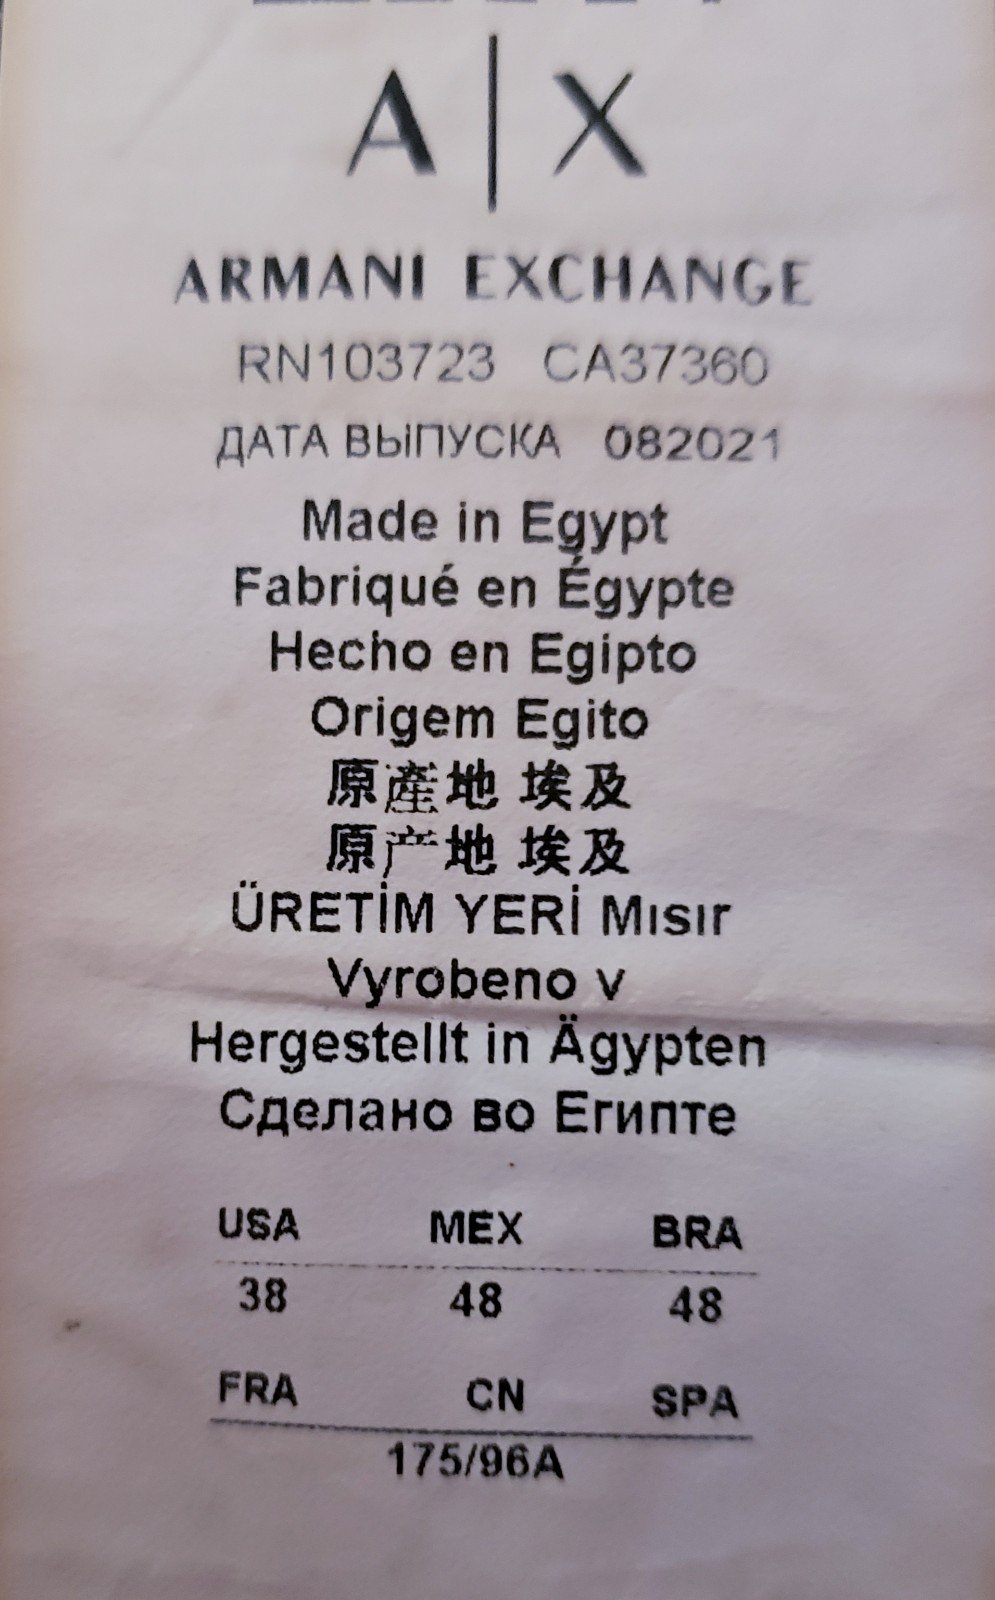 A|X
ARMANI EXCHANGE
RN103723 CA37360
ДАТА ВЫПУСКА 082021
Made in Egypt
Fabriqué en Égypte
Hecho en Egipto
Origem Egito
原產地 埃及
原产地 埃及
ÜRETİM YERİ Mısır
Vyrobeno v
Hergestellt in Ägypten
Сделано во Египте
USA MEX BRA
38 48 48
FRA CN SPA
175/96A